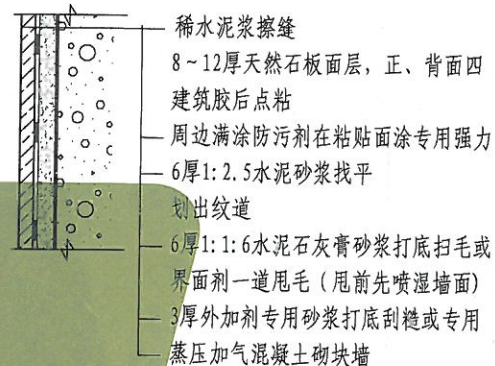 稀水泥浆擦缝
8～12厚天然石板面层，正、背面四
建筑胶后点粘
周边满涂防污剂在粘贴面涂专用强力
6厚1:2.5水泥砂浆找平
划出纹道
6厚1:1:6水泥石灰膏砂浆打底扫毛或
界面剂一道甩毛（甩前先喷湿墙面）
3厚外加剂专用砂浆打底刮糙或专用
蒸压加气混凝土砌块墙